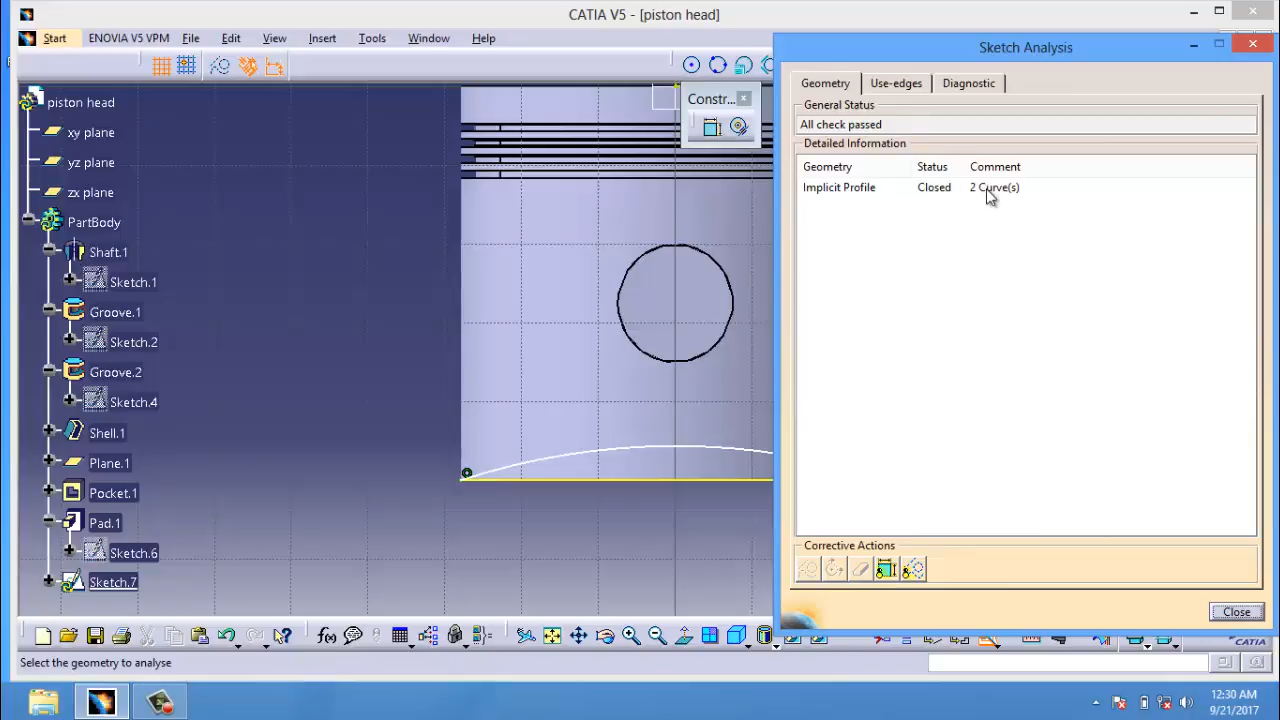 CATIA V5 - [piston head]
Start ENOVIA V5 VPM File Edit View Insert Tools Window Help
Sketch Analysis
Constr...
Geometry Use-edges Diagnostic
General Status
All check passed
Detailed Information
Geometry Status Comment
Implicit Profile Closed 2 Curve(s)
piston head
xy plane
yz plane
zx plane
PartBody
Shaft.1
Sketch.1
Groove.1
Sketch.2
Groove.2
Sketch.4
Shell.1
Plane.1
Pocket.1
Pad.1
Sketch.6
Sketch.7
Corrective Actions
Close
f(x)
CATIA
Select the geometry to analyse
12:30 AM
9/21/2017